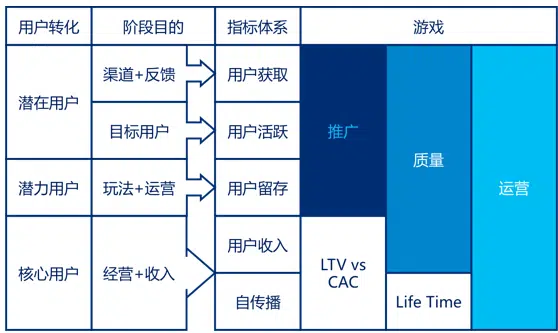 用户转化 阶段目的 指标体系 游戏
潜在用户
渠道+反馈 用户获取
目标用户 用户活跃
推广
质量
潜力用户 玩法+运营 用户留存
运营
核心用户 经营+收入
用户收入
自传播
LTV vs
CAC
Life Time